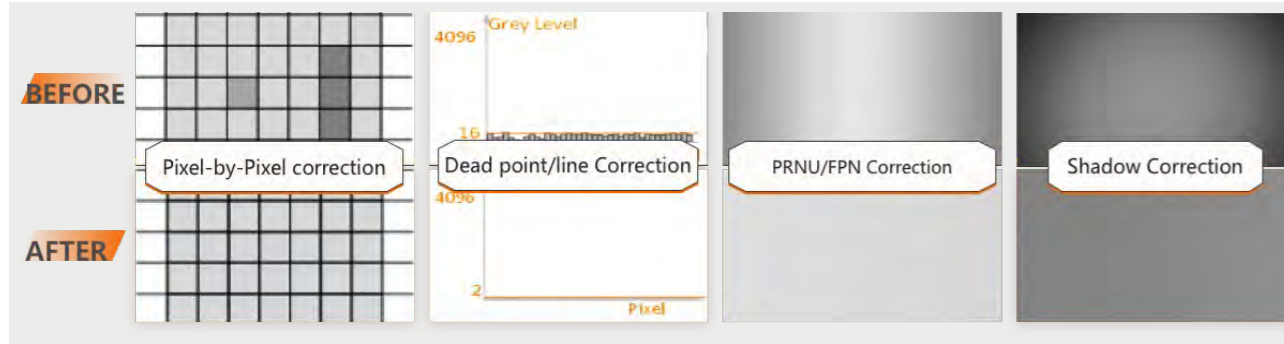 BEFORE
Grey Level
4096
16
Pixel-by-Pixel correction
Dead point/line Correction
PRNU/FPN Correction
Shadow Correction
4096
AFTER
2
Pixel